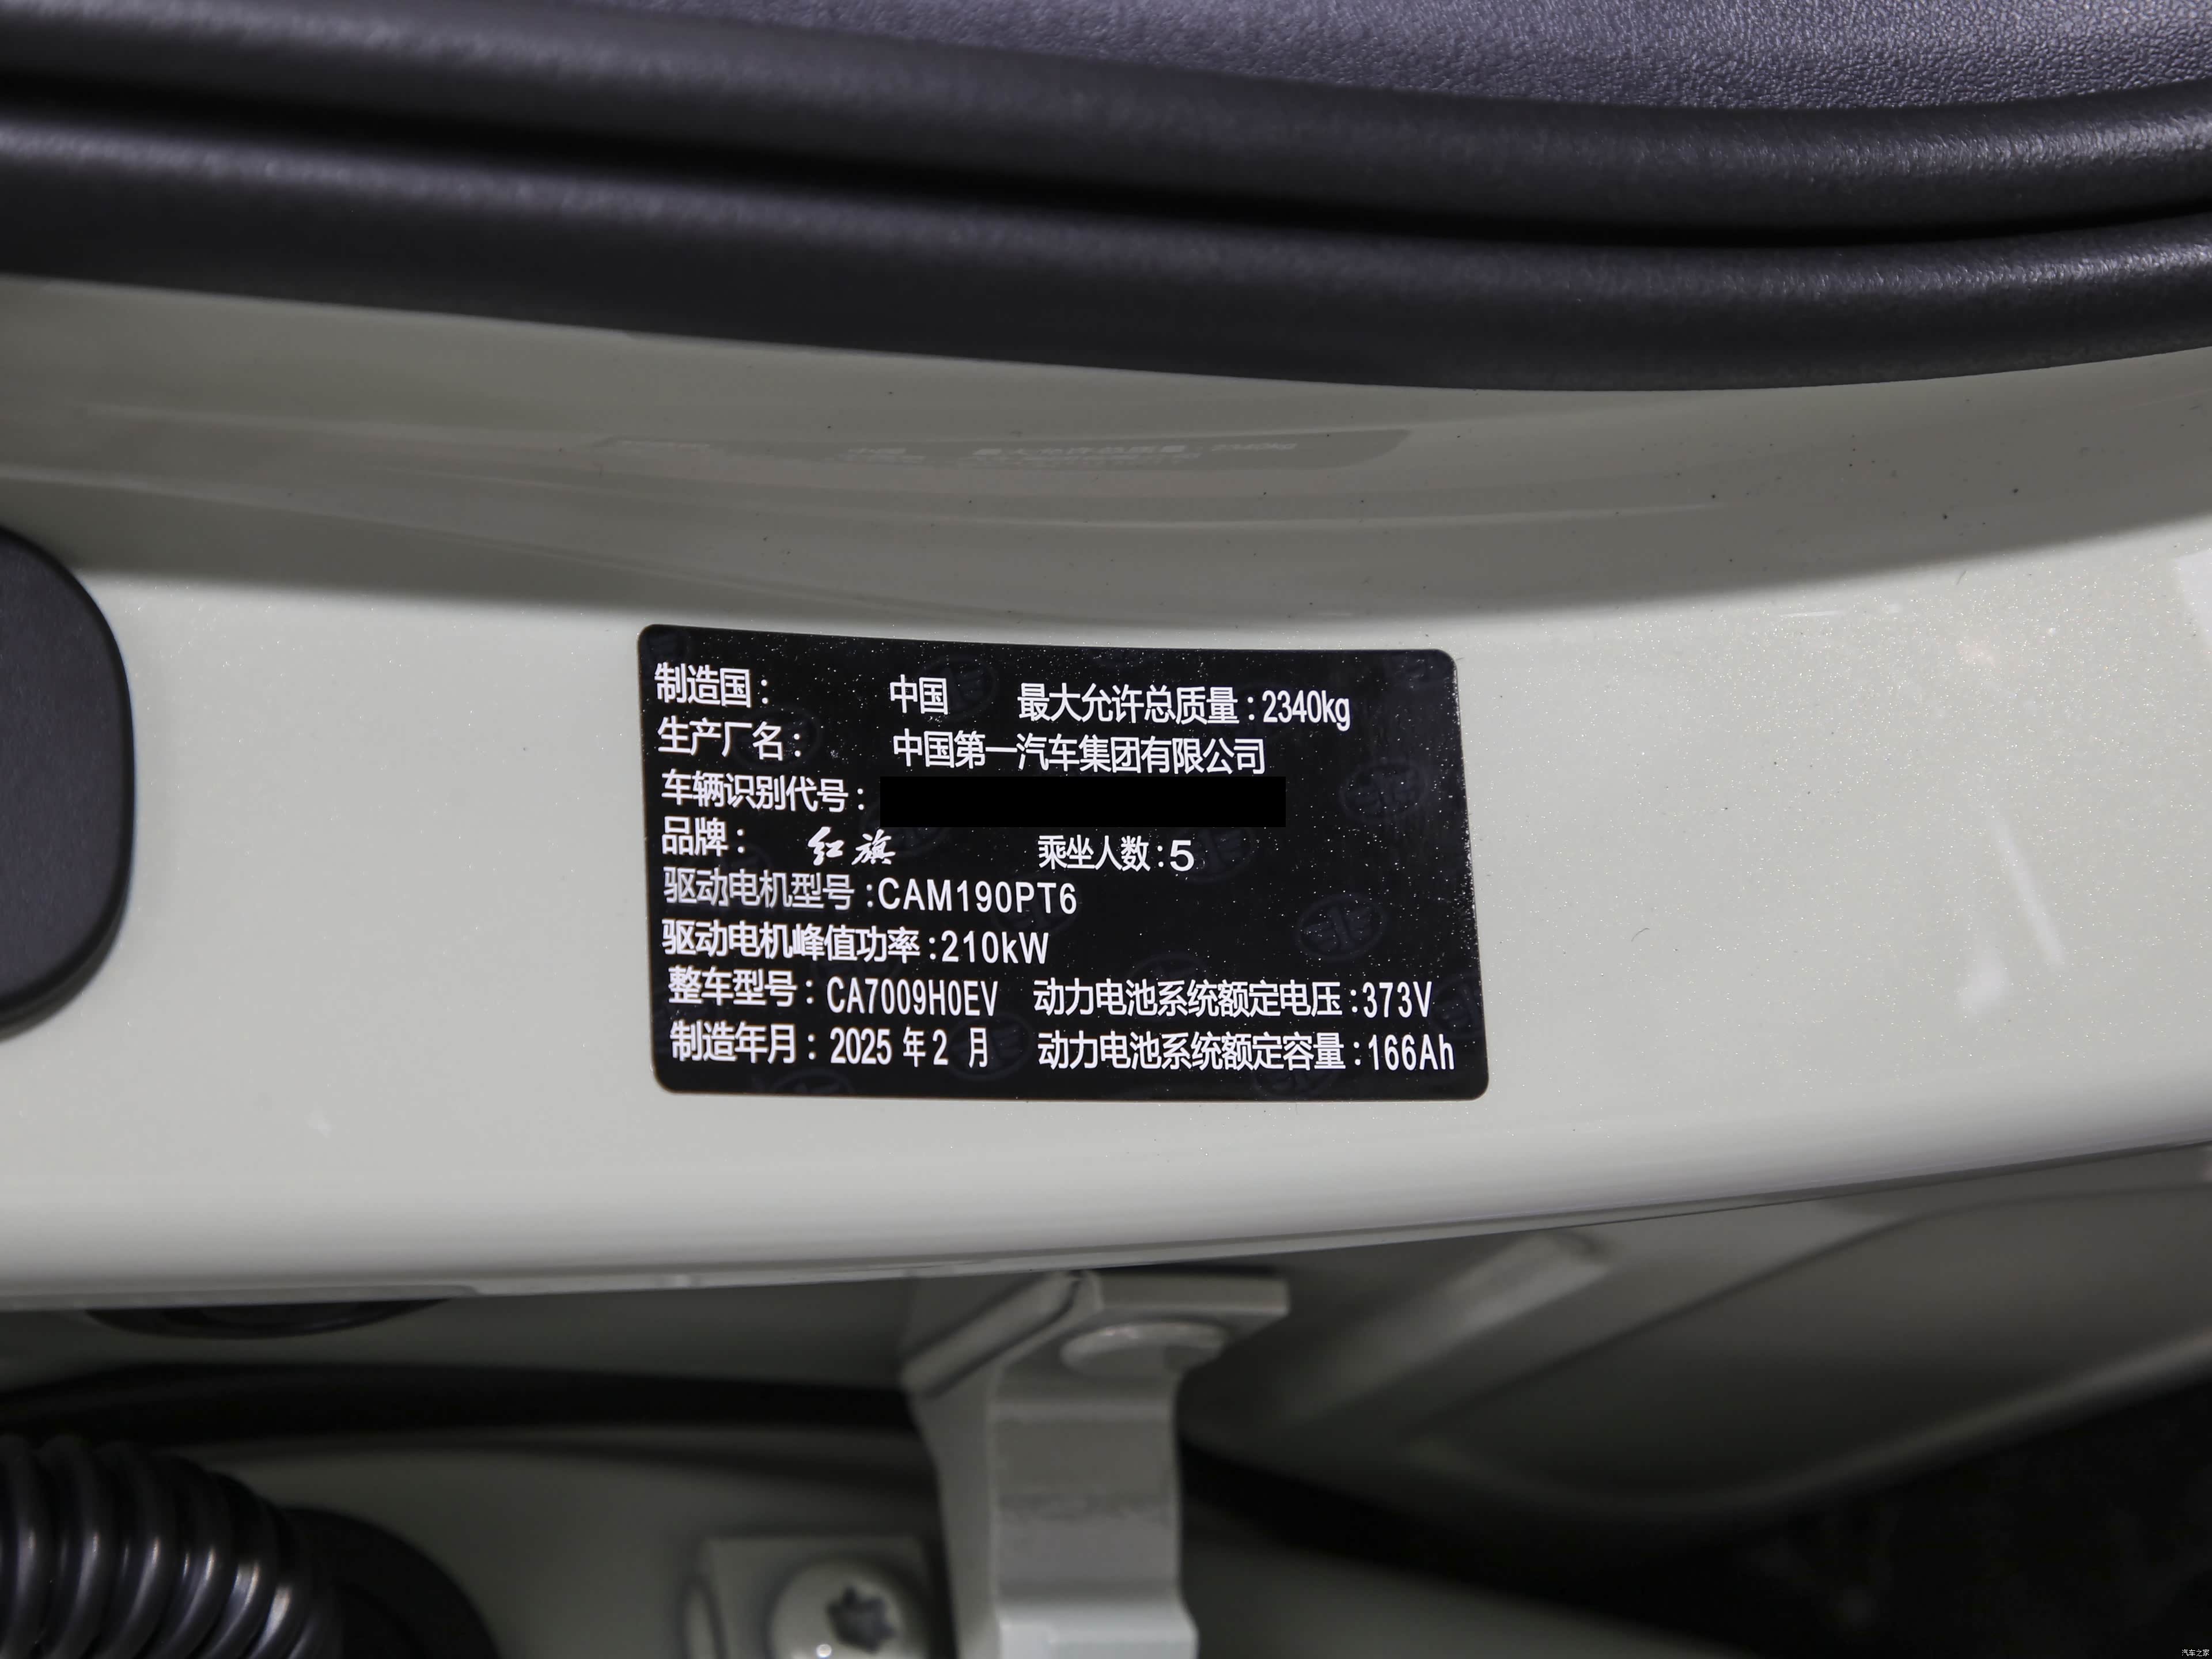 制造国： 中国 最大允许总质量：2340kg
生产厂名： 中国第一汽车集团有限公司
车辆识别代号：
品牌： 红旗 乘坐人数：5
驱动电机型号：CAM190PT6
驱动电机峰值功率：210kW
整车型号：CA7009H0EV 动力电池系统额定电压：373V
制造年月：2025 年2 月 动力电池系统额定容量：166Ah
汽车之家